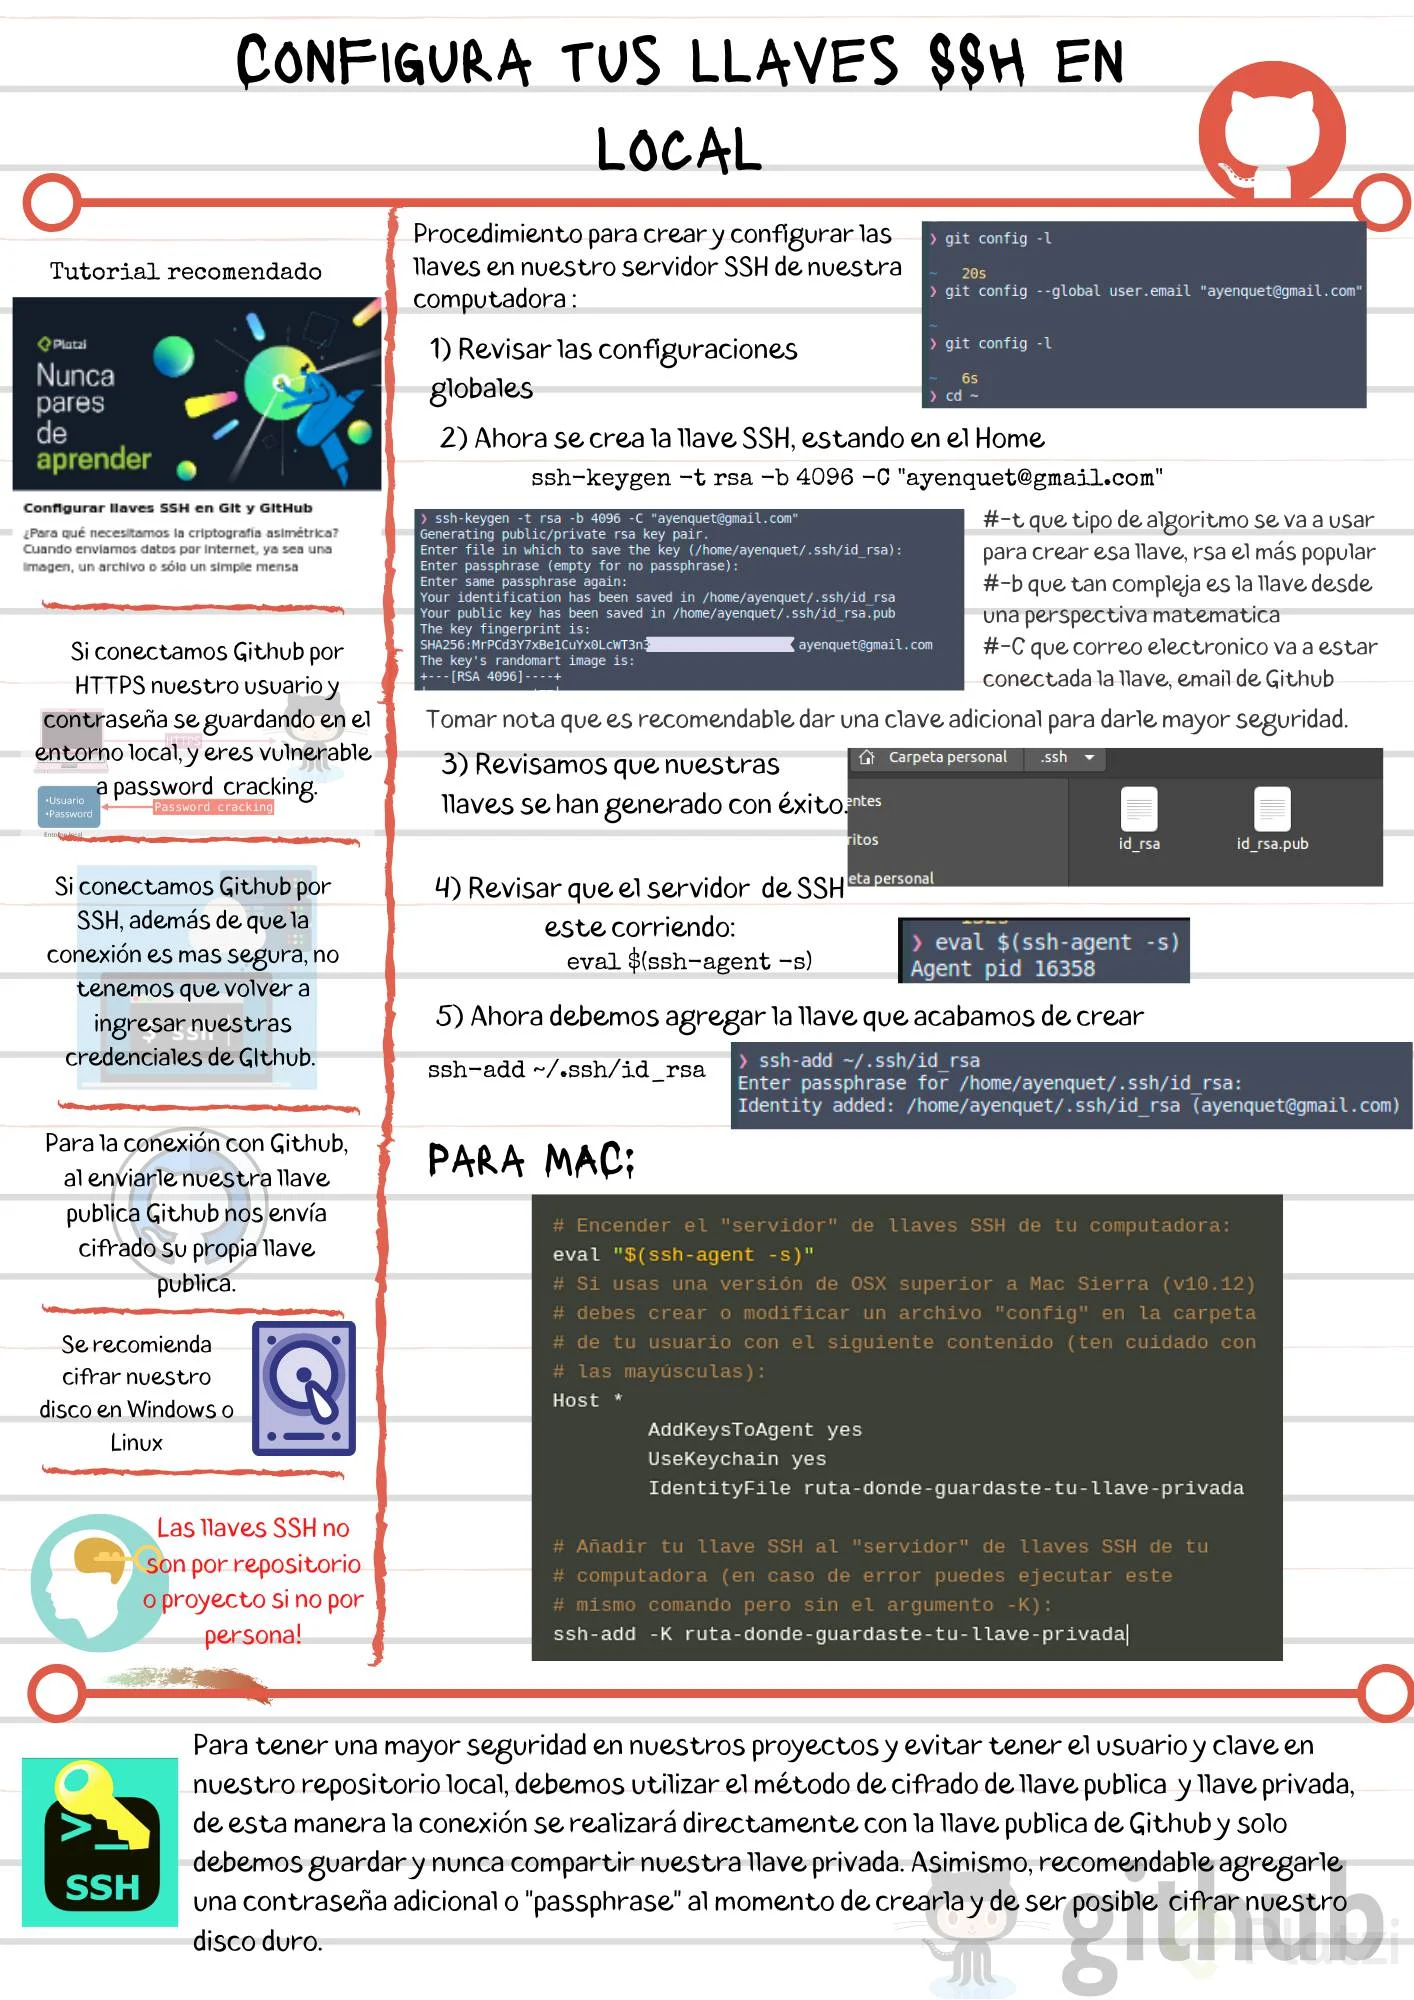 CONFIGURA TUS LLAVES $$H EN
LOCAL
Tutorial recomendado
Platzi
Nunca
pares
de
aprender
Configurar llaves SSH en Git y GitHub
¿Para qué necesitamos la criptografía asimétrica?
Cuando enviamos datos por internet, ya sea una
imagen, un archivo o sólo un simple mensa
Si conectamos Github por
HTTPS nuestro usuario y
contraseña se guardando en el
entorno local, y eres vulnerable
a password cracking.
HTTPS
•Usuario
•Password
Password cracking
Entorno local
Si conectamos Github por
SSH, además de que la
conexión es mas segura, no
tenemos que volver a
ingresar nuestras
credenciales de GIthub.
$ ssh
Para la conexión con Github,
al enviarle nuestra llave
publica Github nos envía
cifrado su propia llave
publica.
Se recomienda
cifrar nuestro
disco en Windows o
Linux
Las llaves SSH no
son por repositorio
o proyecto si no por
persona!
Procedimiento para crear y configurar las
llaves en nuestro servidor SSH de nuestra
computadora :
❯ git config -l
~ 20s
❯ git config --global user.email "ayenquet@gmail.com"
~
❯ git config -l
~ 6s
❯ cd ~
1) Revisar las configuraciones
globales
2) Ahora se crea la llave SSH, estando en el Home
ssh-keygen -t rsa -b 4096 -C "ayenquet@gmail.com"
❯ ssh-keygen -t rsa -b 4096 -C "ayenquet@gmail.com"
Generating public/private rsa key pair.
Enter file in which to save the key (/home/ayenquet/.ssh/id_rsa):
Enter passphrase (empty for no passphrase):
Enter same passphrase again:
Your identification has been saved in /home/ayenquet/.ssh/id_rsa
Your public key has been saved in /home/ayenquet/.ssh/id_rsa.pub
The key fingerprint is:
SHA256:MrPCd3Y7xBe1CuYx0LcWT3n3 ayenquet@gmail.com
The key's randomart image is:
+---[RSA 4096]----+
#-t que tipo de algoritmo se va a usar
para crear esa llave, rsa el más popular
#-b que tan compleja es la llave desde
una perspectiva matematica
#-C que correo electronico va a estar
conectada la llave, email de Github
Tomar nota que es recomendable dar una clave adicional para darle mayor seguridad.
3) Revisamos que nuestras
llaves se han generado con éxito.
Carpeta personal .ssh
entes
ritos
eta personal
id_rsa id_rsa.pub
4) Revisar que el servidor de SSH
este corriendo:
eval $(ssh-agent -s)
❯ eval $(ssh-agent -s)
Agent pid 16358
5) Ahora debemos agregar la llave que acabamos de crear
ssh-add ~/.ssh/id_rsa
❯ ssh-add ~/.ssh/id_rsa
Enter passphrase for /home/ayenquet/.ssh/id_rsa:
Identity added: /home/ayenquet/.ssh/id_rsa (ayenquet@gmail.com)
PARA MAC:
# Encender el "servidor" de llaves SSH de tu computadora:
eval "$(ssh-agent -s)"
# Si usas una versión de OSX superior a Mac Sierra (v10.12)
# debes crear o modificar un archivo "config" en la carpeta
# de tu usuario con el siguiente contenido (ten cuidado con
# las mayúsculas):
Host *
AddKeysToAgent yes
UseKeychain yes
IdentityFile ruta-donde-guardaste-tu-llave-privada
# Añadir tu llave SSH al "servidor" de llaves SSH de tu
# computadora (en caso de error puedes ejecutar este
# mismo comando pero sin el argumento -K):
ssh-add -K ruta-donde-guardaste-tu-llave-privada
>_
SSH
Para tener una mayor seguridad en nuestros proyectos y evitar tener el usuario y clave en
nuestro repositorio local, debemos utilizar el método de cifrado de llave publica y llave privada,
de esta manera la conexión se realizará directamente con la llave publica de Github y solo
debemos guardar y nunca compartir nuestra llave privada. Asimismo, recomendable agregarle
una contraseña adicional o "passphrase" al momento de crearla y de ser posible cifrar nuestro
disco duro.
github
Platzi